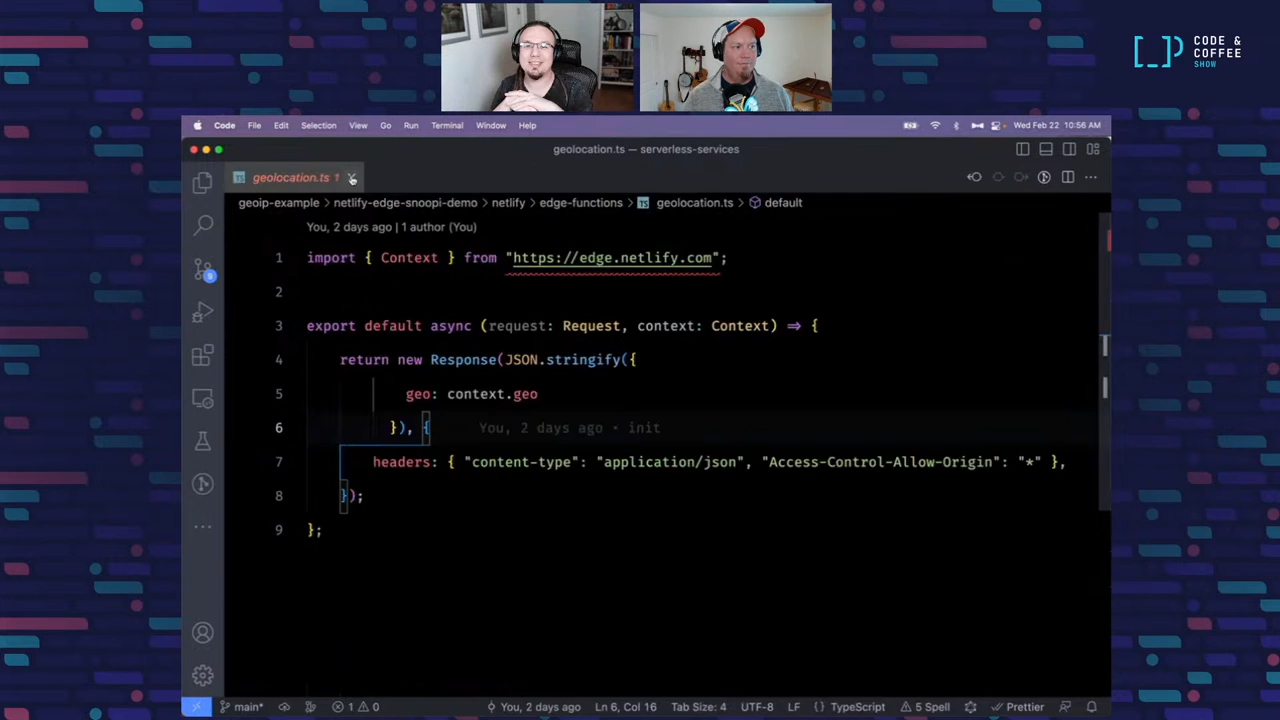 CODE &
COFFEE
SHOW
Code File Edit Selection View Go Run Terminal Window Help Wed Feb 22 10:56 AM
geolocation.ts — serverless-services
TS geolocation.ts 1
geoip-example > netlify-edge-snoopi-demo > netlify > edge-functions > TS geolocation.ts > default
You, 2 days ago | 1 author (You)
1 import { Context } from "https://edge.netlify.com";
2
3 export default async (request: Request, context: Context) => {
4 return new Response(JSON.stringify({
5 geo: context.geo
6 }), { You, 2 days ago • init
7 headers: { "content-type": "application/json", "Access-Control-Allow-Origin": "*" },
8 });
9 };
main* 1 0 You, 2 days ago Ln 6, Col 16 Tab Size: 4 UTF-8 LF { } TypeScript 5 Spell Prettier